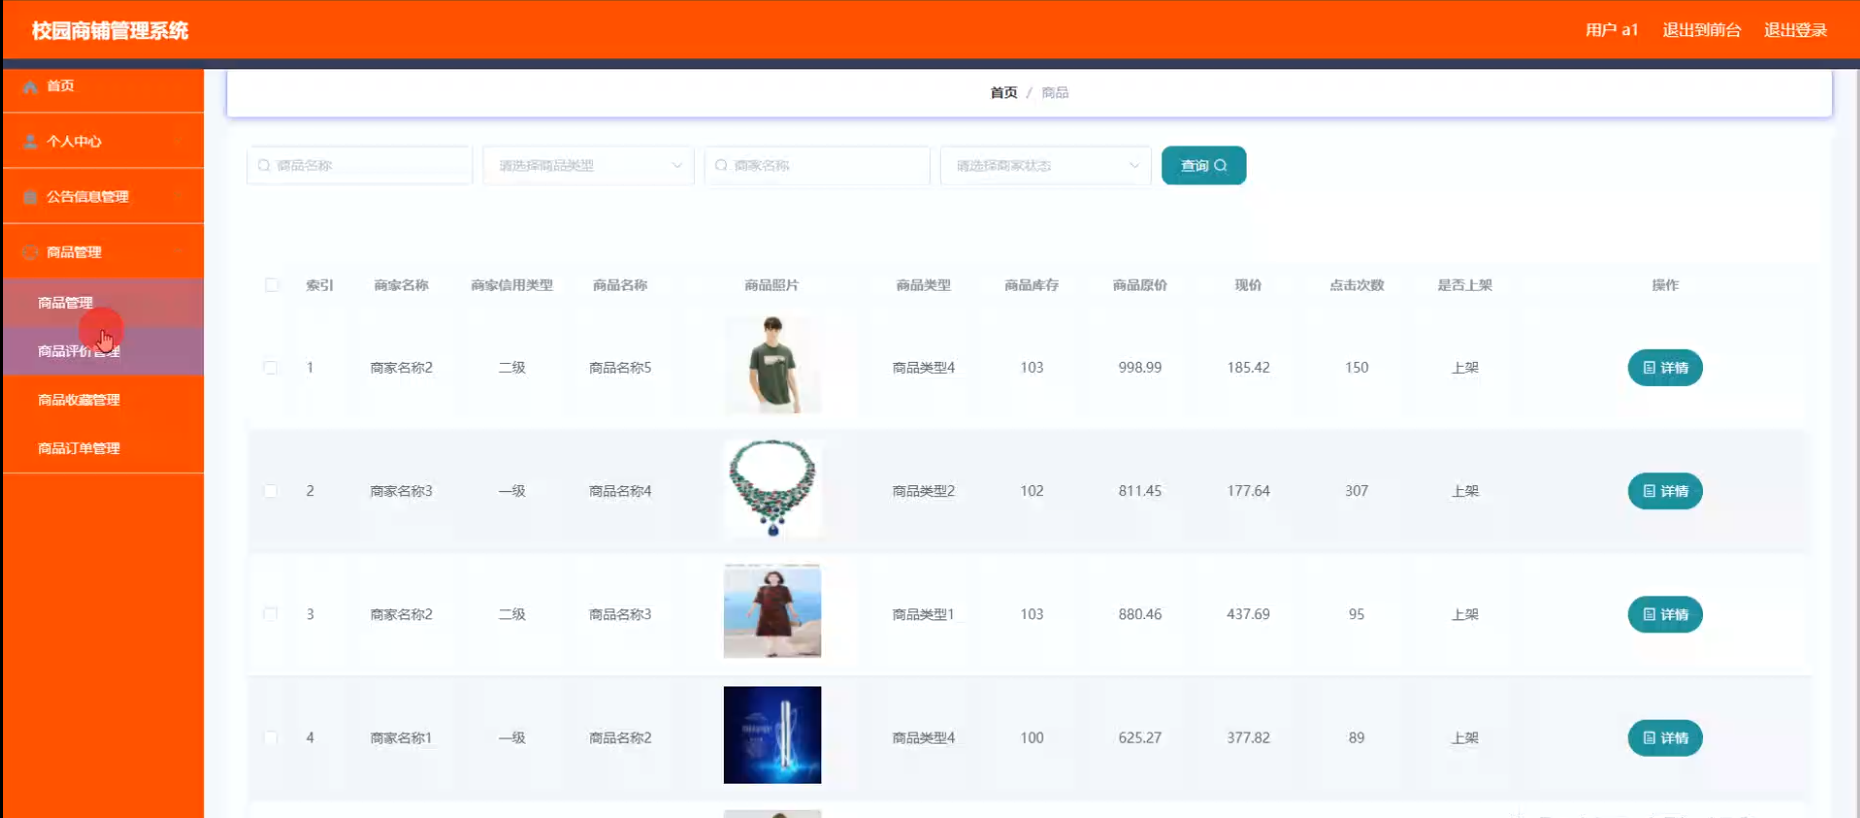 校园商铺管理系统
用户 a1 退出到前台 退出登录
首页
个人中心
公告信息管理
商品管理
商品管理
商品评价管理
商品收藏管理
商品订单管理
首页 / 商品
商品名称 请选择商品类型 商家名称 请选择商家状态 查询
索引 商家名称 商家信用类型 商品名称 商品照片 商品类型 商品库存 商品原价 现价 点击次数 是否上架 操作
1 商家名称2 二级 商品名称5 商品类型4 103 998.99 185.42 150 上架 详情
2 商家名称3 一级 商品名称4 商品类型2 102 811.45 177.64 307 上架 详情
3 商家名称2 二级 商品名称3 商品类型1 103 880.46 437.69 95 上架 详情
4 商家名称1 一级 商品名称2 商品类型4 100 625.27 377.82 89 上架 详情